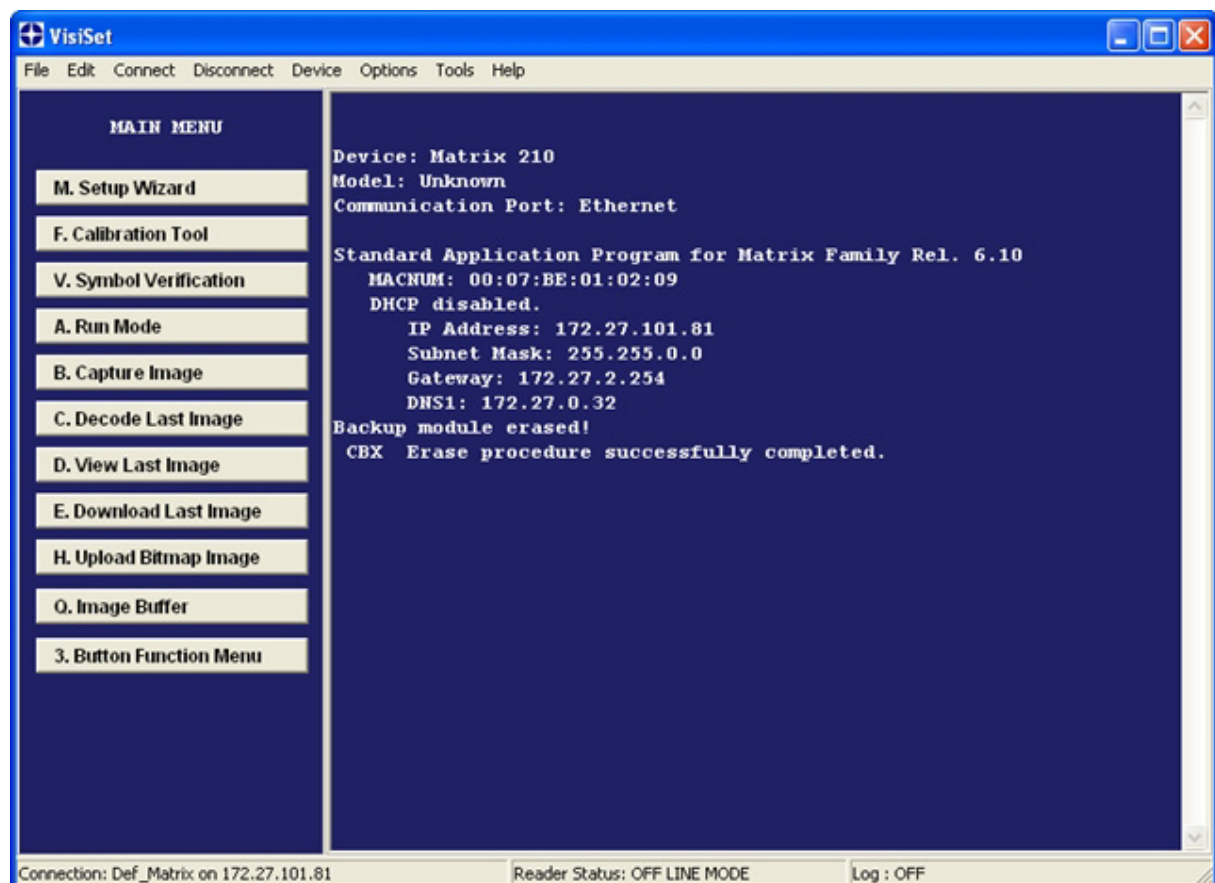 VisiSet
File Edit Connect Disconnect Device Options Tools Help
MAIN MENU
M. Setup Wizard
F. Calibration Tool
V. Symbol Verification
A. Run Mode
B. Capture Image
C. Decode Last Image
D. View Last Image
E. Download Last Image
H. Upload Bitmap Image
Q. Image Buffer
3. Button Function Menu
Device: Matrix 210
Model: Unknown
Communication Port: Ethernet
Standard Application Program for Matrix Family Rel. 6.10
MACNUM: 00:07:BE:01:02:09
DHCP disabled.
IP Address: 172.27.101.81
Subnet Mask: 255.255.0.0
Gateway: 172.27.2.254
DNS1: 172.27.0.32
Backup module erased!
CBX Erase procedure successfully completed.
Connection: Def_Matrix on 172.27.101.81
Reader Status: OFF LINE MODE
Log : OFF